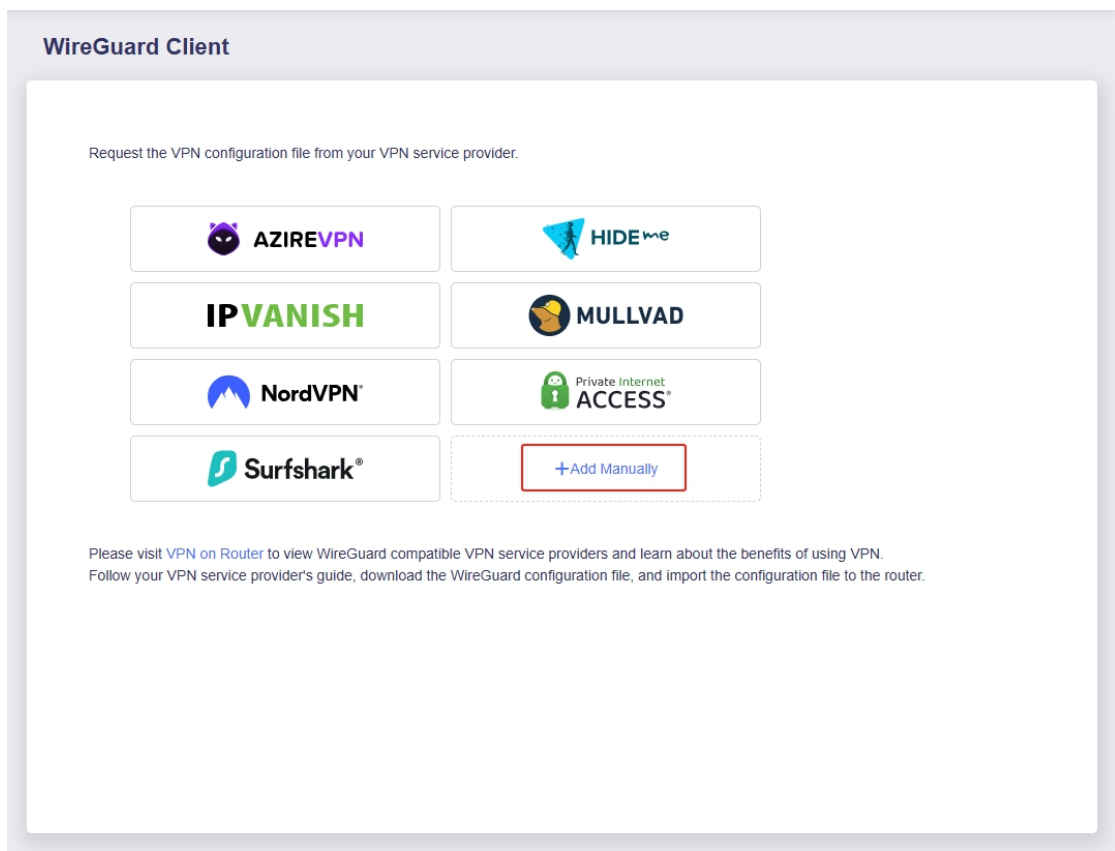 WireGuard Client
Request the VPN configuration file from your VPN service provider.
AZIREVPN
HIDE me
IPVANISH
MULLVAD
NordVPN®
Private Internet
ACCESS®
Surfshark®
+Add Manually
Please visit VPN on Router to view WireGuard compatible VPN service providers and learn about the benefits of using VPN.
Follow your VPN service provider's guide, download the WireGuard configuration file, and import the configuration file to the router.